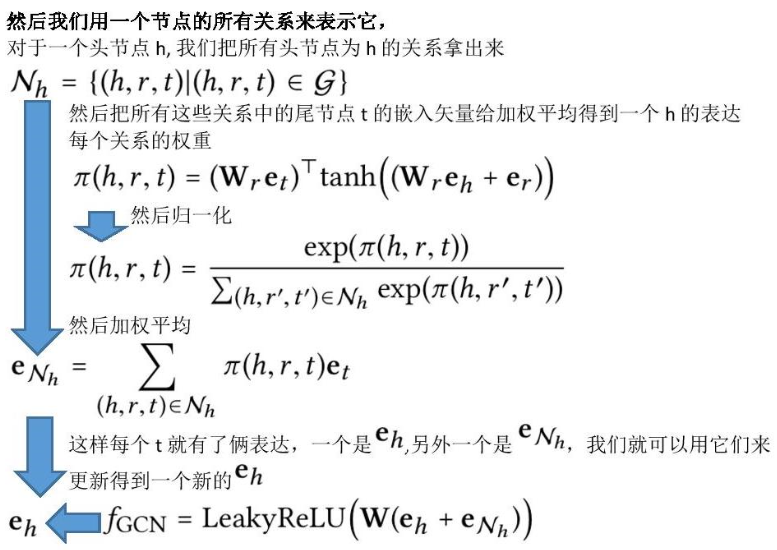 然后我们用一个节点的所有关系来表示它，
对于一个头节点 h, 我们把所有头节点为 h 的关系拿出来
𝒩_h = {(h, r, t)|(h, r, t) ∈ 𝒢}
然后把所有这些关系中的尾节点 t 的嵌入矢量给加权平均得到一个 h 的表达
每个关系的权重
π(h, r, t) = (W_r e_t)^⊤ tanh((W_r e_h + e_r))
然后归一化
π(h, r, t) = exp(π(h, r, t)) / ∑_{(h,r′,t′)∈𝒩_h} exp(π(h, r′, t′))
然后加权平均
e_{𝒩_h} = ∑_{(h,r,t)∈𝒩_h} π(h, r, t)e_t
这样每个 t 就有了俩表达，一个是 e_h,另外一个是 e_{𝒩_h}，我们就可以用它们来
更新得到一个新的 e_h
e_h f_GCN = LeakyReLU(W(e_h + e_{𝒩_h}))